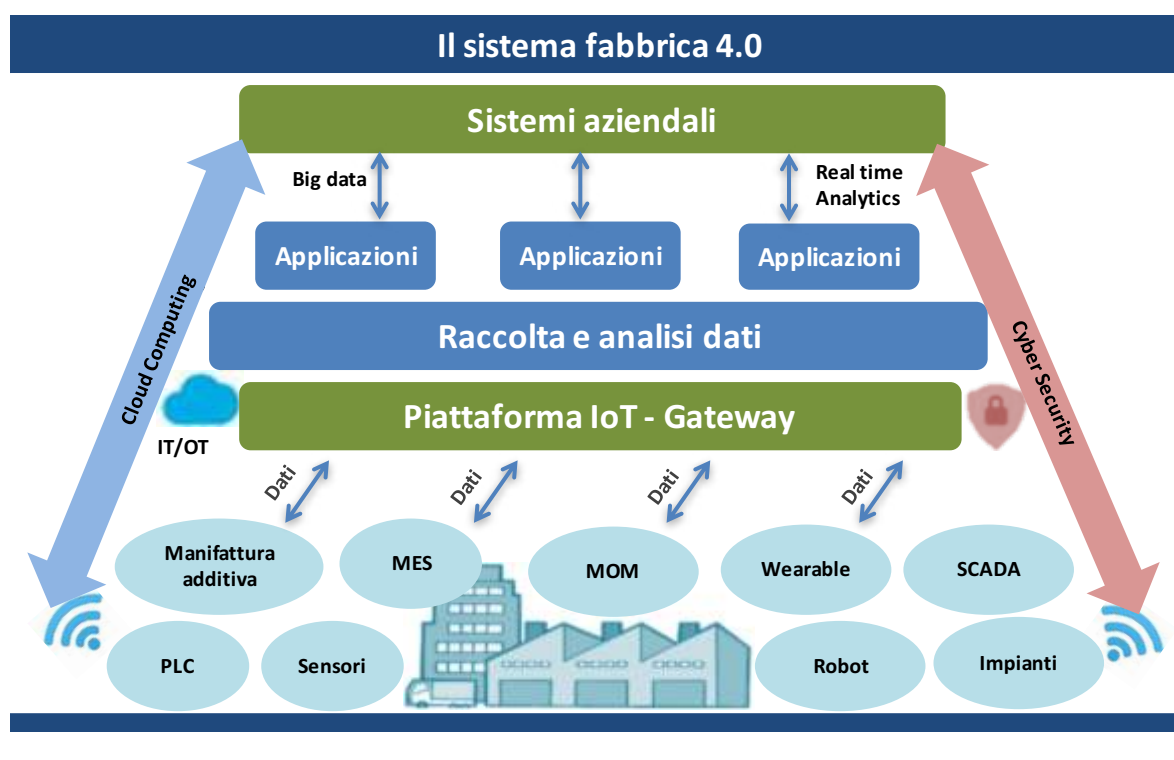 Il sistema fabbrica 4.0
Sistemi aziendali
Big data
Real time
Analytics
Applicazioni
Applicazioni
Applicazioni
Cloud Computing
Raccolta e analisi dati
Cyber Security
Piattaforma IoT - Gateway
IT/OT
Dati
Dati
Dati
Dati
Manifattura
additiva
MES
MOM
Wearable
SCADA
PLC
Sensori
Robot
Impianti